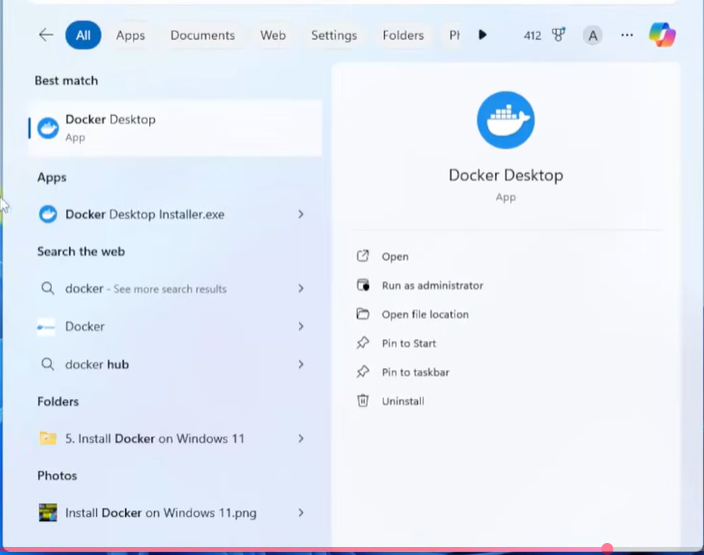 All
Apps
Documents
Web
Settings
Folders
412
A
Best match
Docker Desktop
App
Apps
Docker Desktop Installer.exe
Search the web
docker - See more search results
Docker
docker hub
Folders
5. Install Docker on Windows 11
Photos
Install Docker on Windows 11.png
Docker Desktop
App
Open
Run as administrator
Open file location
Pin to Start
Pin to taskbar
Uninstall